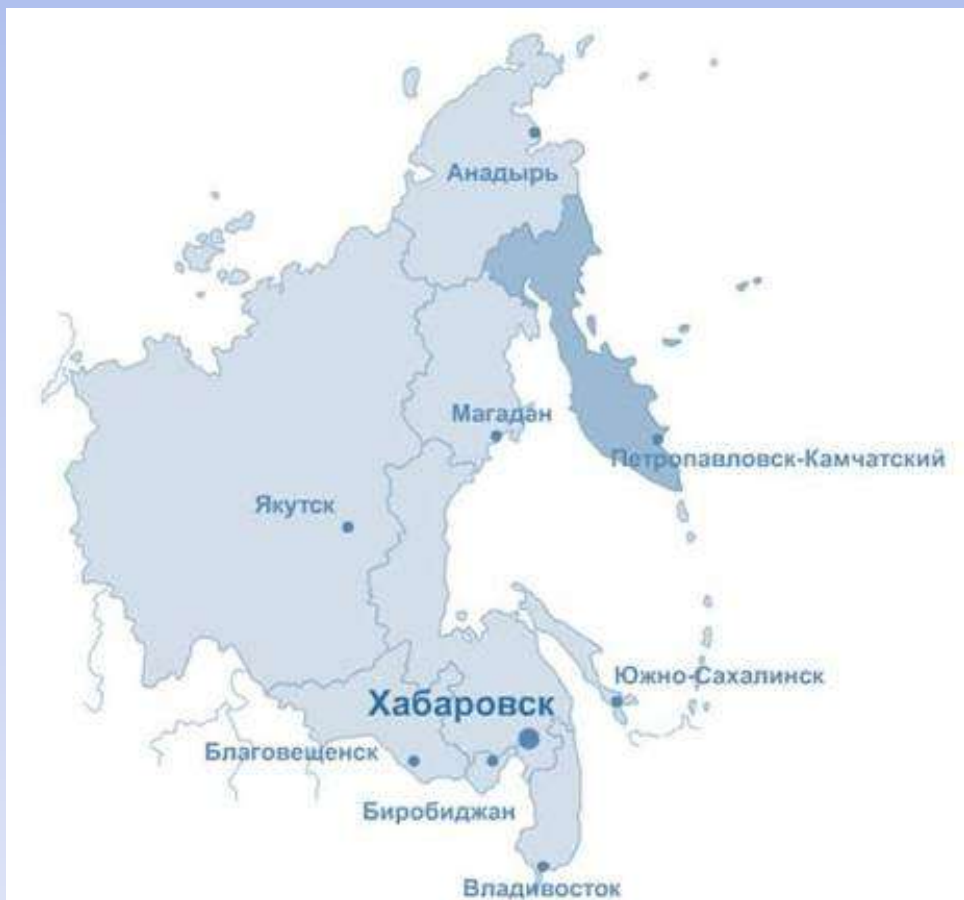 Анадырь
Магадан
Петропавловск-Камчатский
Якутск
Южно-Сахалинск
Хабаровск
Благовещенск
Биробиджан
Владивосток